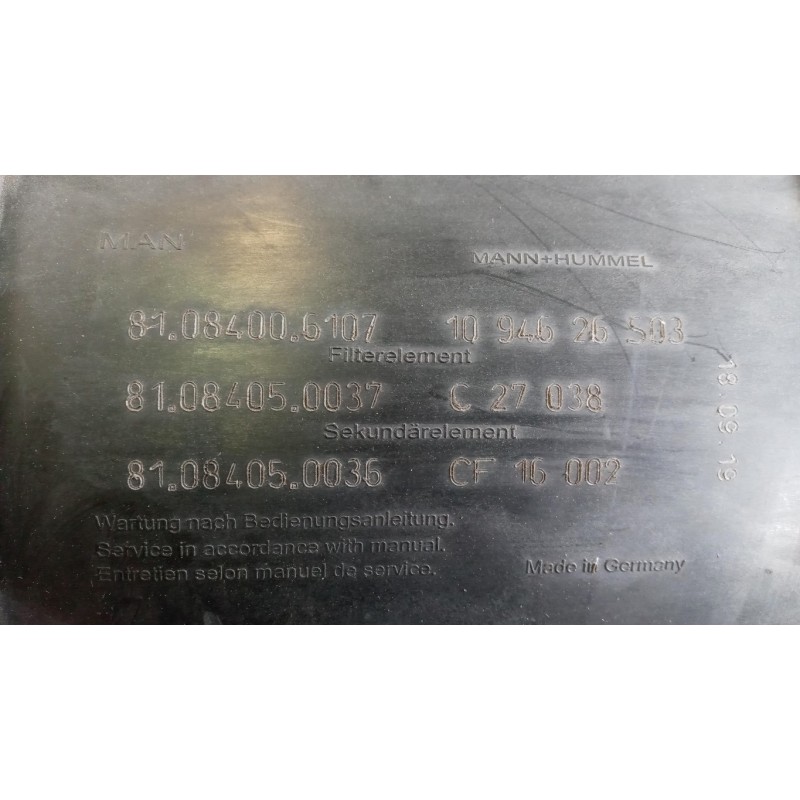 MAN MANN+HUMMEL
81.08400.6107 10 946 26 S03
Filterelement
81.08405.0037 C 27 038
Sekundärelement
81.08405.0036 CF 16 002
Wartung nach Bedienungsanleitung.
Service in accordance with manual.
Entretien selon manuel de service. Made in Germany
18.09.19